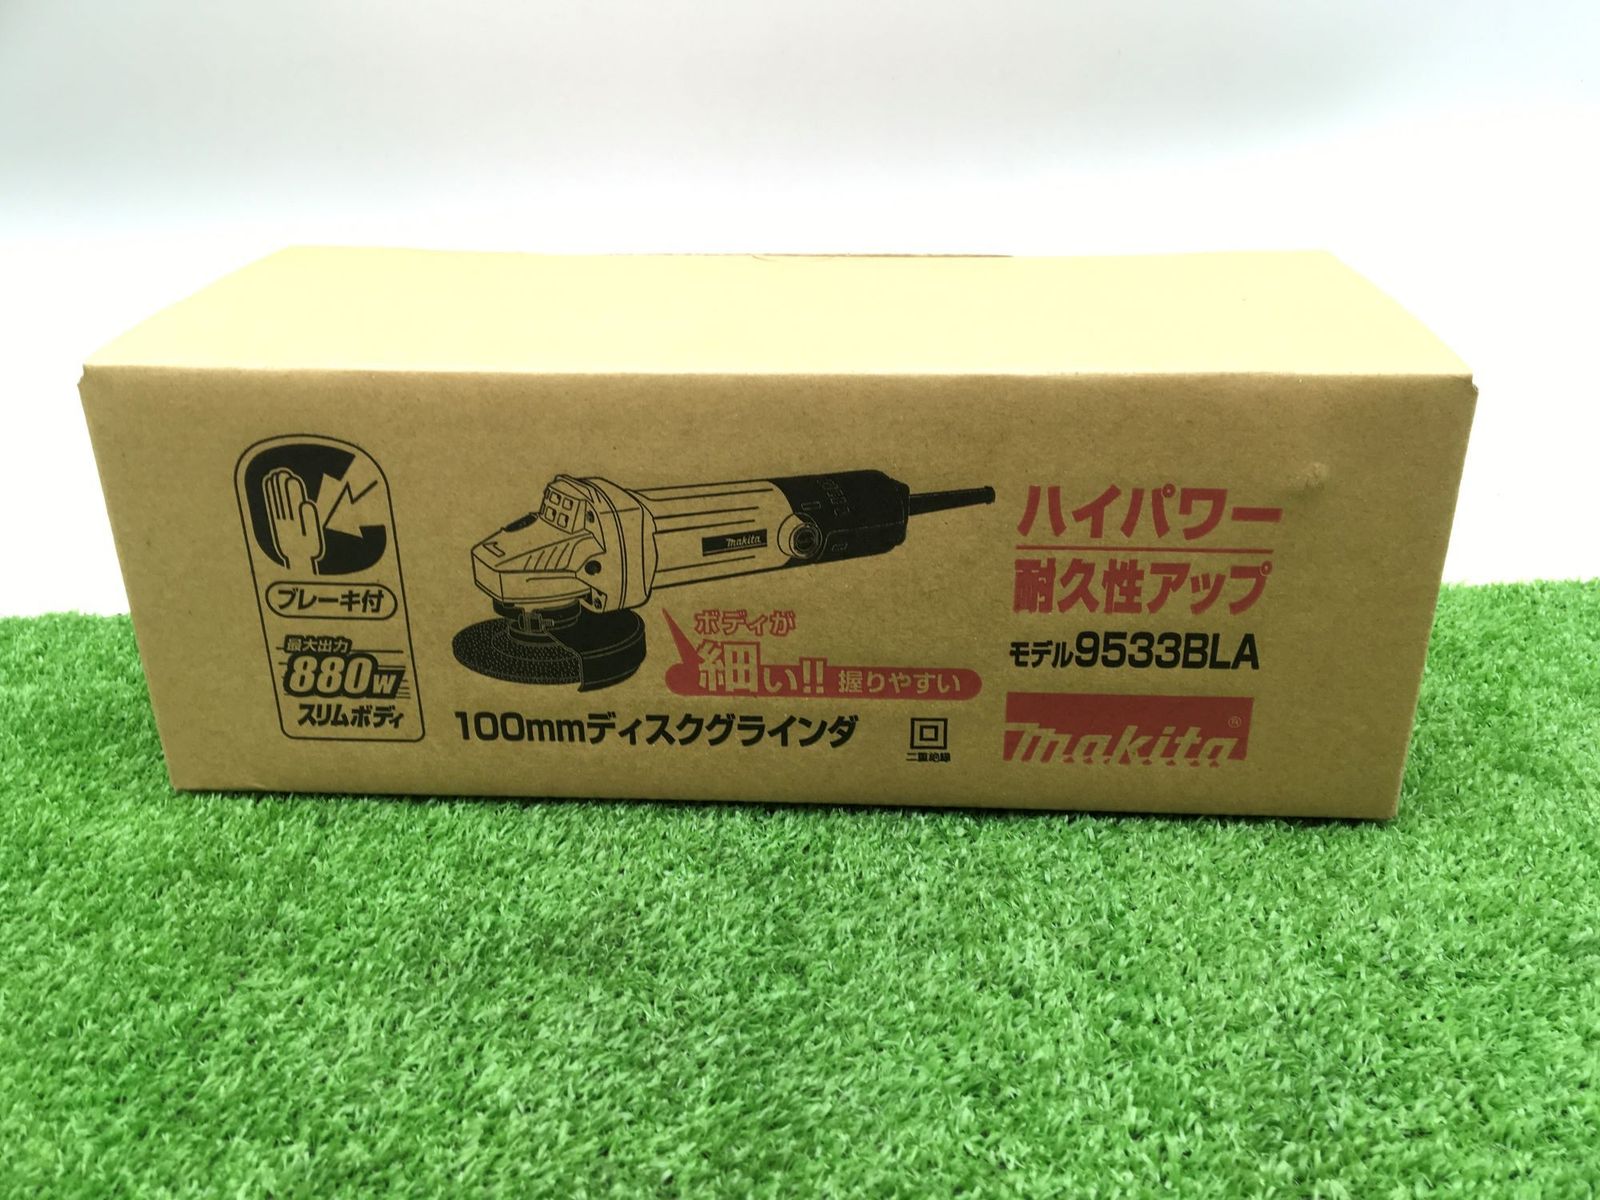 ブレーキ付
最大出力
880W
スリムボディ
makita
ボディが
細い!! 握りやすい
100mmディスクグラインダ
二重絶縁
ハイパワー
耐久性アップ
モデル9533BLA
makita®